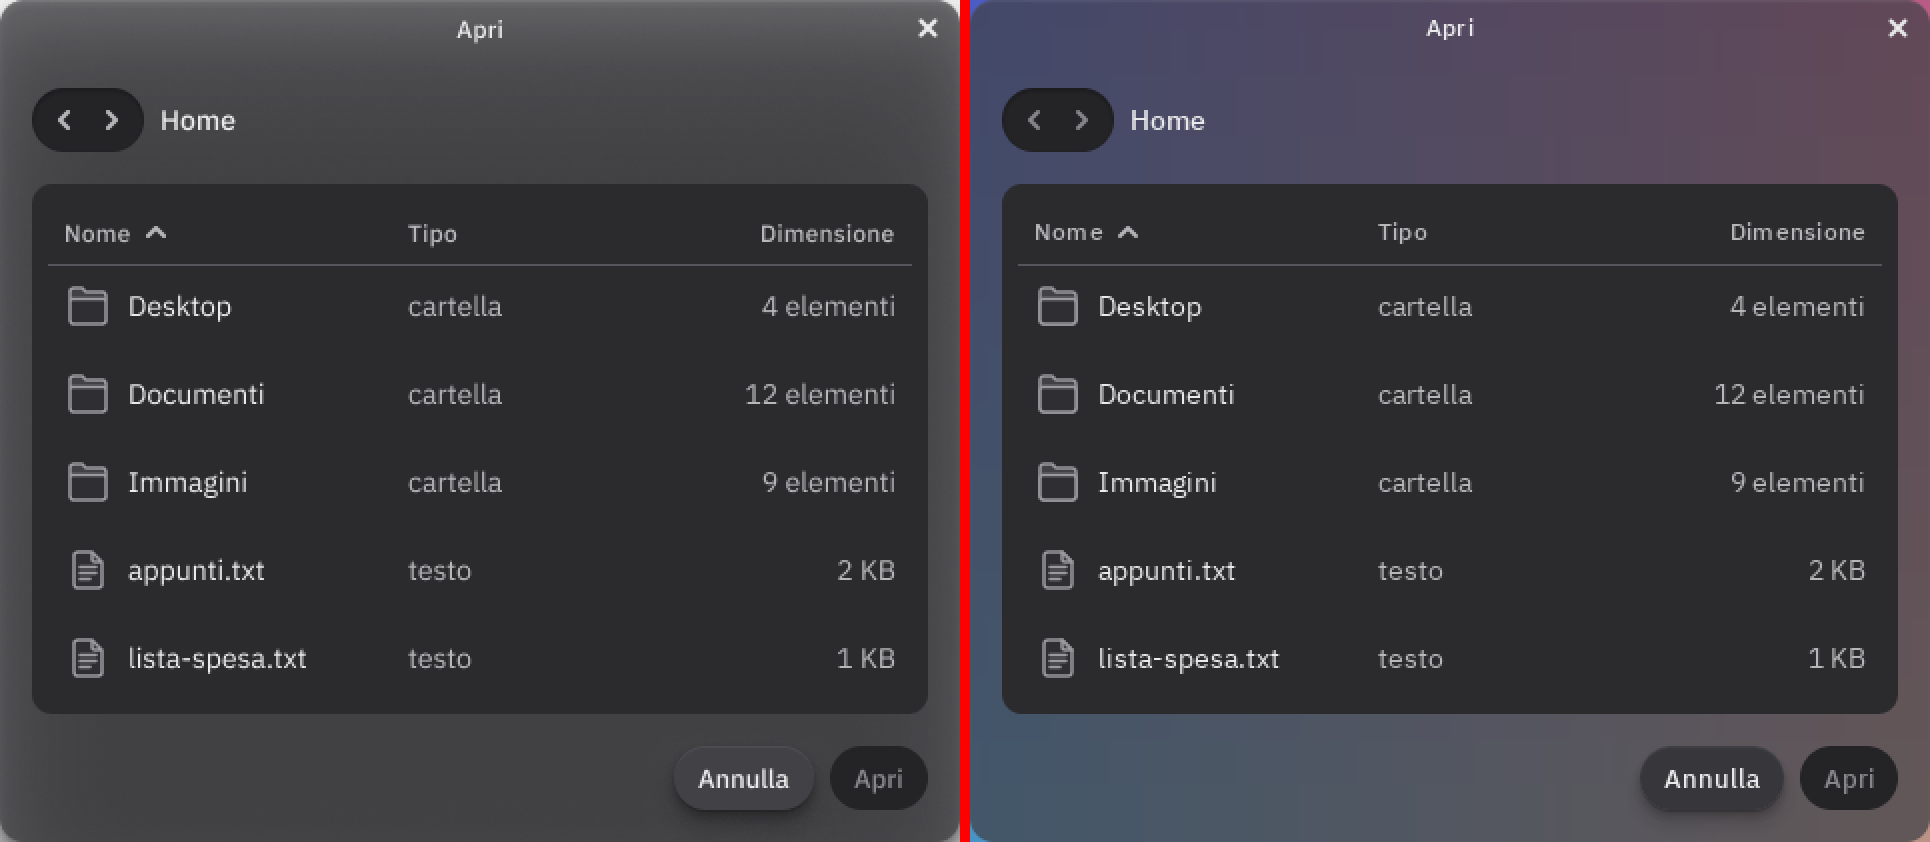 Apri
Home
Nome Tipo Dimensione
Desktop cartella 4 elementi
Documenti cartella 12 elementi
Immagini cartella 9 elementi
appunti.txt testo 2 KB
lista-spesa.txt testo 1 KB
Annulla Apri
Apri
Home
Nome Tipo Dimensione
Desktop cartella 4 elementi
Documenti cartella 12 elementi
Immagini cartella 9 elementi
appunti.txt testo 2 KB
lista-spesa.txt testo 1 KB
Annulla Apri